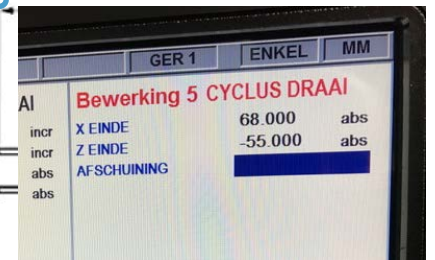 GER 1 ENKEL MM
AI
Bewerking 5 CYCLUS DRAAI
incr X EINDE 68.000 abs
incr Z EINDE -55.000 abs
abs AFSCHUINING
abs